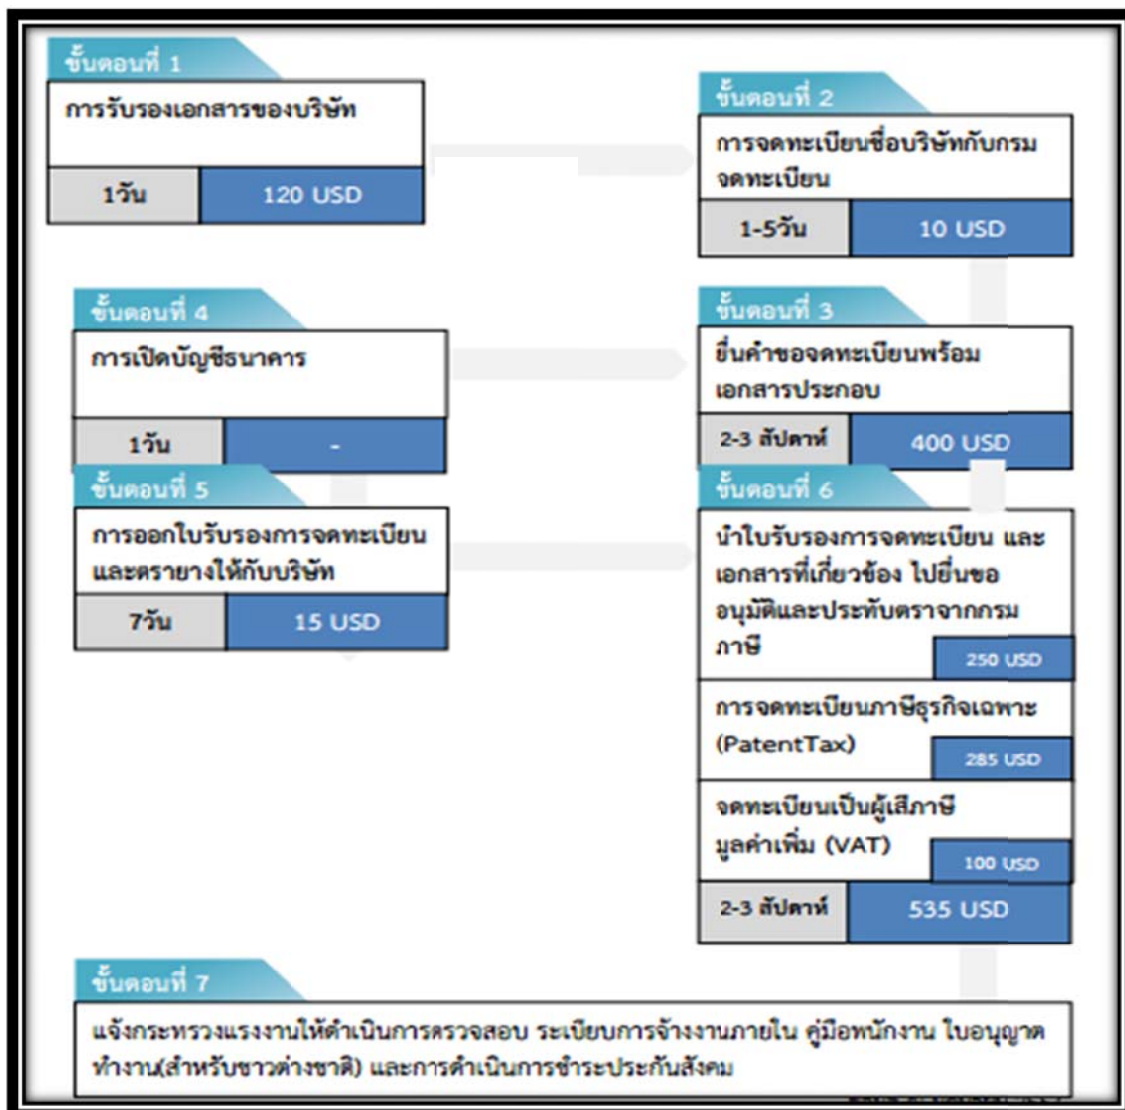 ขั้นตอนที่ 1
การรับรองเอกสารของบริษัท
1วัน 120 USD
ขั้นตอนที่ 2
การจดทะเบียนชื่อบริษัทกับกรม
จดทะเบียน
1-5วัน 10 USD
ขั้นตอนที่ 3
ยื่นคำขอจดทะเบียนพร้อม
เอกสารประกอบ
2-3 สัปดาห์ 400 USD
ขั้นตอนที่ 4
การเปิดบัญชีธนาคาร
1วัน -
ขั้นตอนที่ 5
การออกใบรับรองการจดทะเบียน
และตรายางให้กับบริษัท
7วัน 15 USD
ขั้นตอนที่ 6
นำใบรับรองการจดทะเบียน และ
เอกสารที่เกี่ยวข้อง ไปยื่นขอ
อนุมัติและประทับตราจากกรม
ภาษี 250 USD
การจดทะเบียนภาษีธุรกิจเฉพาะ
(PatentTax) 285 USD
จดทะเบียนเป็นผู้เสีภาษี
มูลค่าเพิ่ม (VAT) 100 USD
2-3 สัปดาห์ 535 USD
ขั้นตอนที่ 7
แจ้งกระทรวงแรงงานให้ดำเนินการตรวจสอบ ระเบียบการจ้างงานภายใน คู่มือพนักงาน ใบอนุญาต
ทำงาน(สำหรับชาวต่างชาติ) และการดำเนินการชำระประกันสังคม